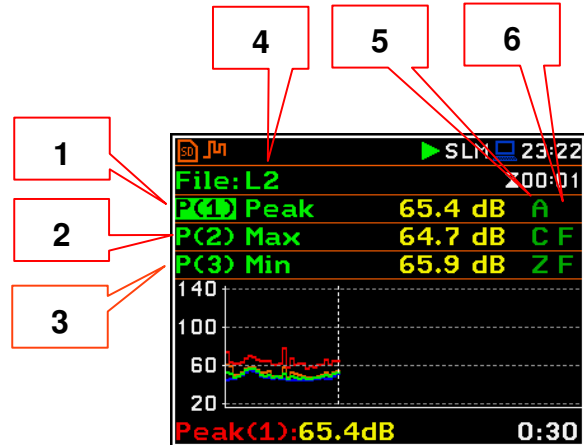 4 5 6
1
2
3
SD SLM 23:22
File:L2 00:01
P(1) Peak 65.4 dB A
P(2) Max 64.7 dB C F
P(3) Min 65.9 dB Z F
140
100
60
20
Peak(1):65.4dB 0:30